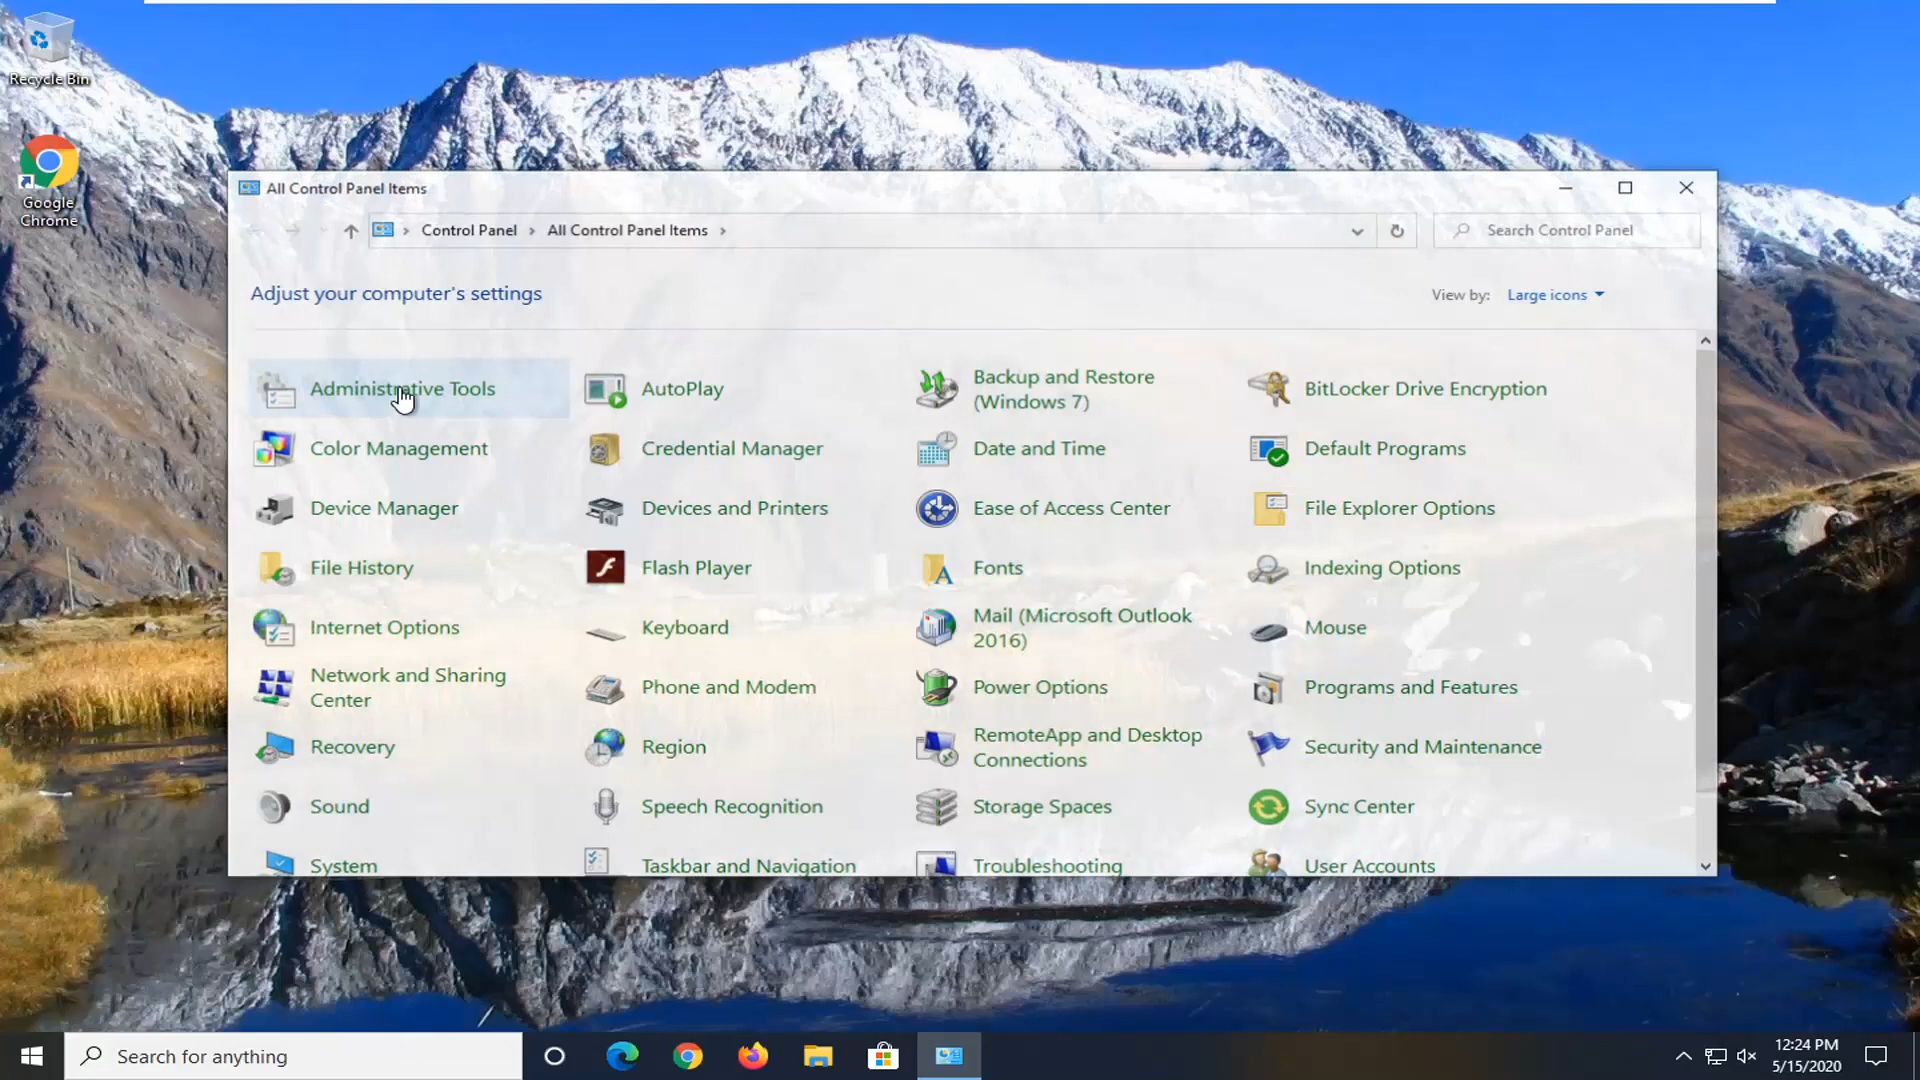 Recycle Bin
Google
Chrome
All Control Panel Items
Control Panel
All Control Panel Items
Search Control Panel
Adjust your computer's settings
View by:
Large icons
Administrative Tools
AutoPlay
Backup and Restore
(Windows 7)
BitLocker Drive Encryption
Color Management
Credential Manager
Date and Time
Default Programs
Device Manager
Devices and Printers
Ease of Access Center
File Explorer Options
File History
Flash Player
Fonts
Indexing Options
Internet Options
Keyboard
Mail (Microsoft Outlook
2016)
Mouse
Network and Sharing
Center
Phone and Modem
Power Options
Programs and Features
Recovery
Region
RemoteApp and Desktop
Connections
Security and Maintenance
Sound
Speech Recognition
Storage Spaces
Sync Center
System
Taskbar and Navigation
Troubleshooting
User Accounts
Search for anything
12:24 PM
5/15/2020